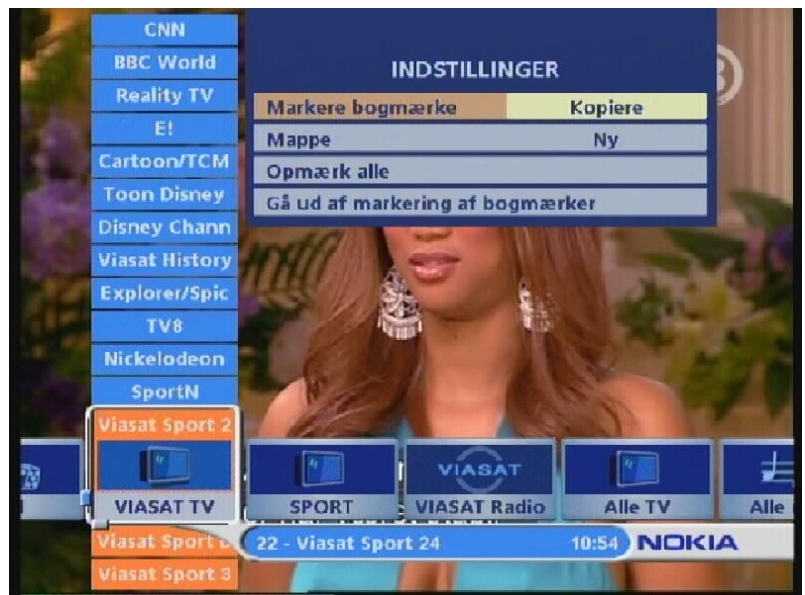 CNN
BBC World
Reality TV
E!
Cartoon/TCM
Toon Disney
Disney Chann
Viasat History
Explorer/Spic
TV8
Nickelodeon
SportN
Viasat Sport 2
VIASAT TV
Viasat Sport
Viasat Sport 3
INDSTILLINGER
Markere bogmærke Kopiere
Mappe Ny
Opmærk alle
Gå ud af markering af bogmærker
SPORT
VIASAT
VIASAT Radio
Alle TV
Alle
22 - Viasat Sport 24 10:54 NOKIA